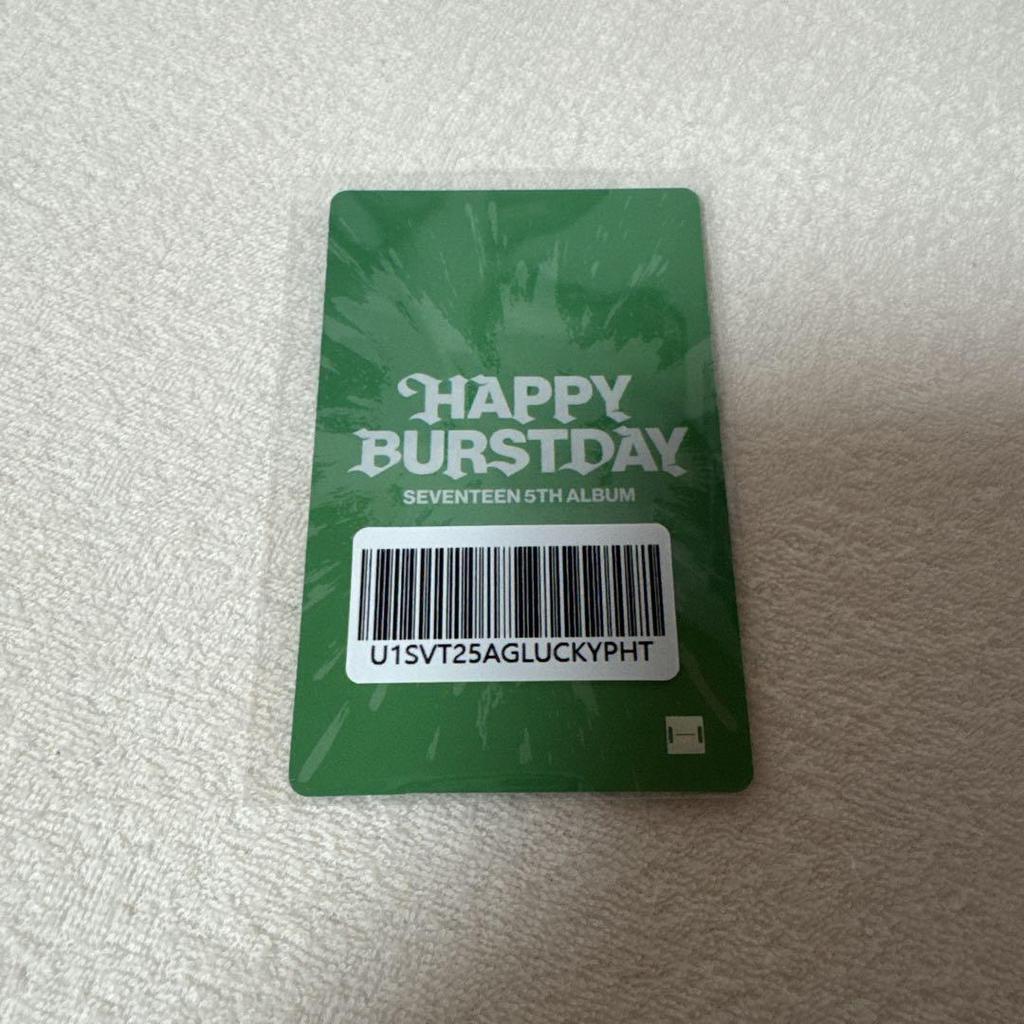 HAPPY
BURSTDAY
SEVENTEEN 5TH ALBUM
U1SVT25AGLUCKYPHT